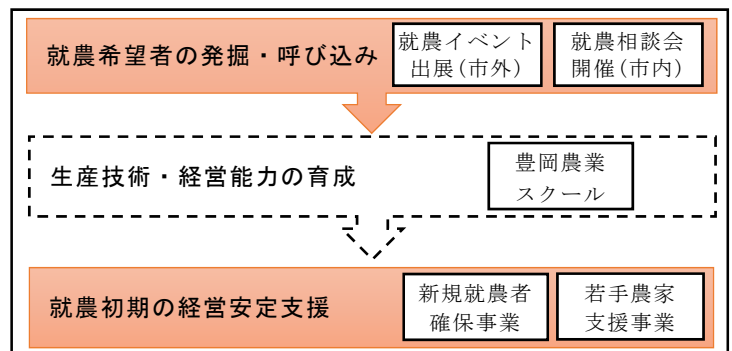 就農希望者の発掘・呼び込み
就農イベント
出展(市外)
就農相談会
開催(市内)
生産技術・経営能力の育成
豊岡農業
スクール
就農初期の経営安定支援
新規就農者
確保事業
若手農家
支援事業